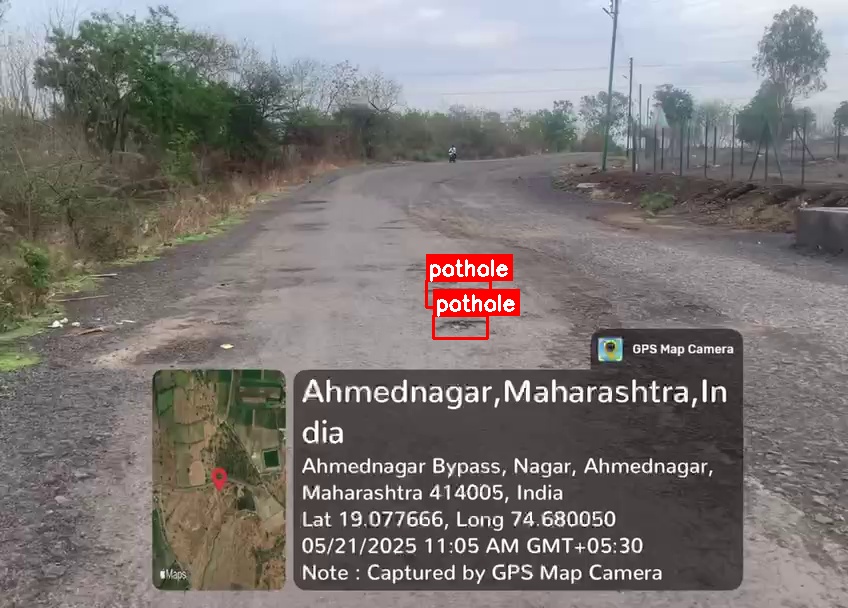 pothole
pothole
GPS Map Camera
Ahmednagar,Maharashtra,In
dia
Ahmednagar Bypass, Nagar, Ahmednagar,
Maharashtra 414005, India
Lat 19.077666, Long 74.680050
05/21/2025 11:05 AM GMT+05:30
Note : Captured by GPS Map Camera
Maps